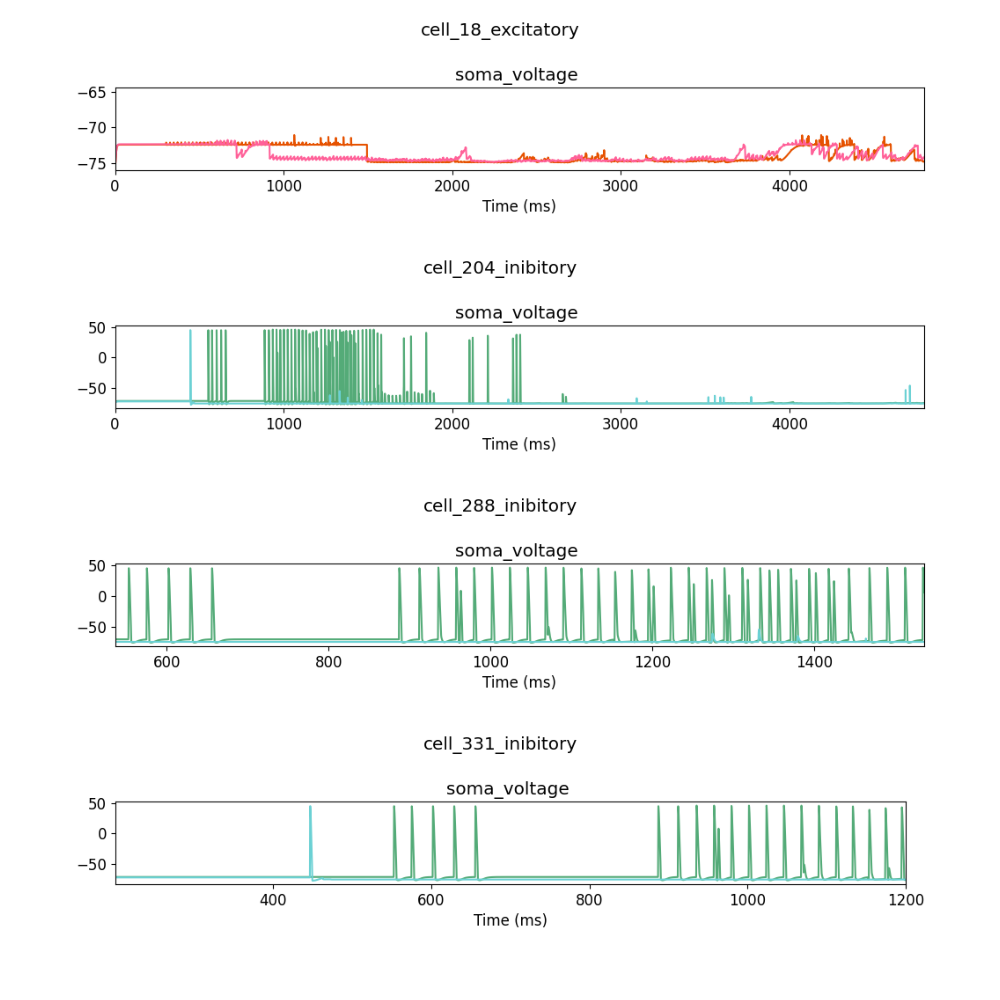 cell_18_excitatory
soma_voltage
−65
−70
−75
0 1000 2000 3000 4000
Time (ms)
cell_204_inibitory
soma_voltage
50
0
−50
0 1000 2000 3000 4000
Time (ms)
cell_288_inibitory
soma_voltage
50
0
−50
600 800 1000 1200 1400
Time (ms)
cell_331_inibitory
soma_voltage
50
0
−50
400 600 800 1000 1200
Time (ms)